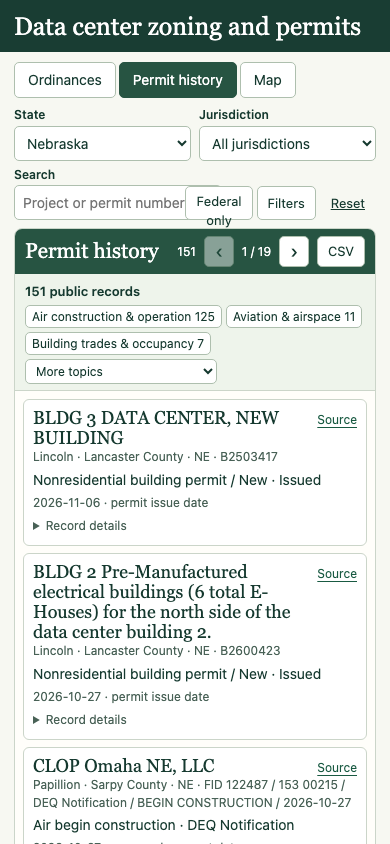 Data center zoning and permits
Ordinances
Permit history
Map
State
Jurisdiction
Nebraska
All jurisdictions
Search
Project or permit number
Federal only
Filters
Reset
Permit history
151
‹
1 / 19
›
CSV
151 public records
Air construction & operation 125
Aviation & airspace 11
Building trades & occupancy 7
More topics
BLDG 3 DATA CENTER, NEW
BUILDING
Source
Lincoln · Lancaster County · NE · B2503417
Nonresidential building permit / New · Issued
2026-11-06 · permit issue date
▶ Record details
BLDG 2 Pre-Manufactured
electrical buildings (6 total E-
Houses) for the north side of the
data center building 2.
Source
Lincoln · Lancaster County · NE · B2600423
Nonresidential building permit / New · Issued
2026-10-27 · permit issue date
▶ Record details
CLOP Omaha NE, LLC
Source
Papillion · Sarpy County · NE · FID 122487 / 153 00215 /
DEQ Notification / BEGIN CONSTRUCTION / 2026-10-27
Air begin construction · DEQ Notification